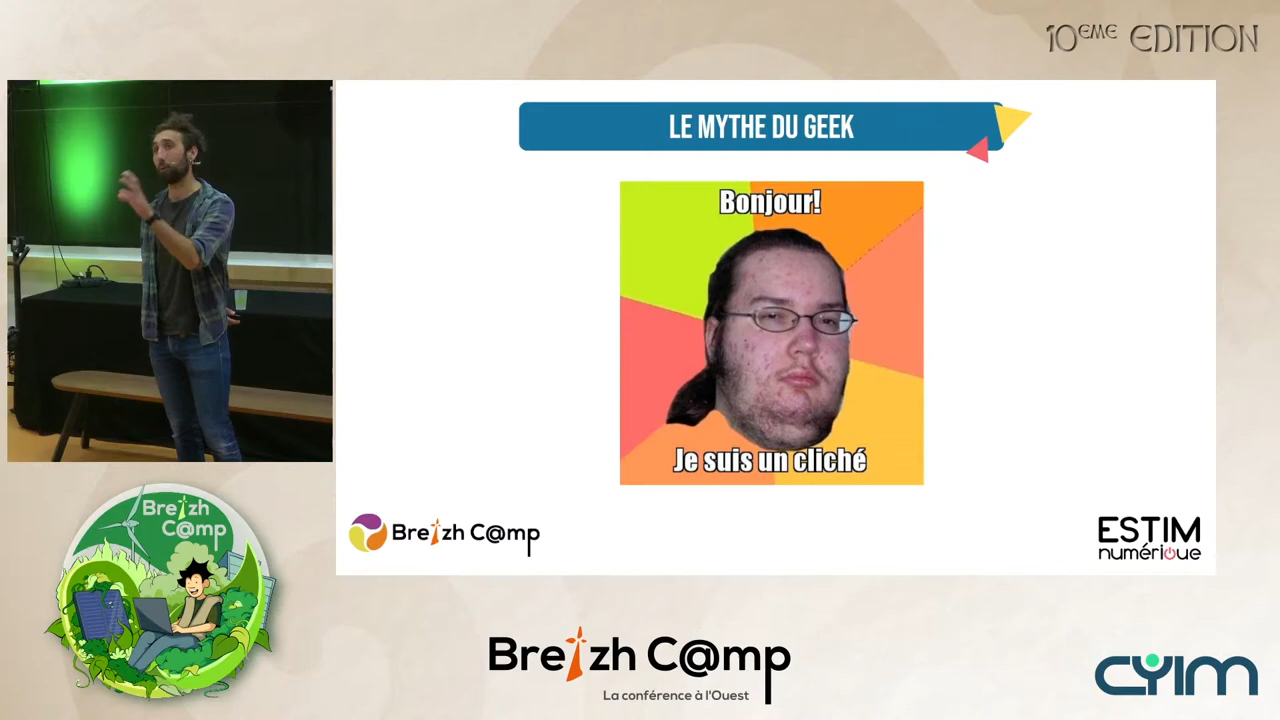 10EME EDITION
LE MYTHE DU GEEK
Bonjour!
Je suis un cliché
Breizh C@mp
ESTIM
numérique
Breizh
C@mp
Breizh C@mp
La conférence à l'Ouest
CYIM